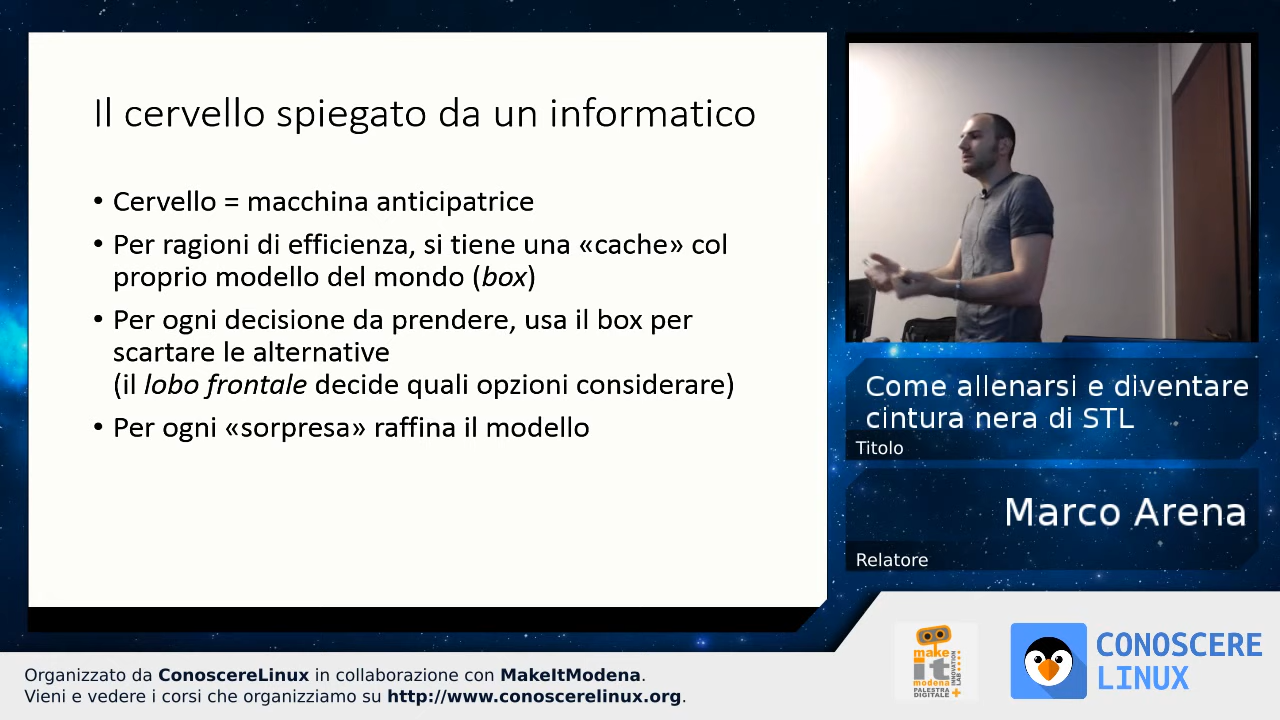 Il cervello spiegato da un informatico
• Cervello = macchina anticipatrice
• Per ragioni di efficienza, si tiene una «cache» col
proprio modello del mondo (box)
• Per ogni decisione da prendere, usa il box per
scartare le alternative
(il lobo frontale decide quali opzioni considerare)
• Per ogni «sorpresa» raffina il modello
Come allenarsi e diventare
cintura nera di STL
Titolo
Marco Arena
Relatore
make
it
modena
PALESTRA
DIGITALE
INNOVATION
LAB
CONOSCERE
LINUX
Organizzato da ConoscereLinux in collaborazione con MakeItModena.
Vieni e vedere i corsi che organizziamo su http://www.conoscerelinux.org.